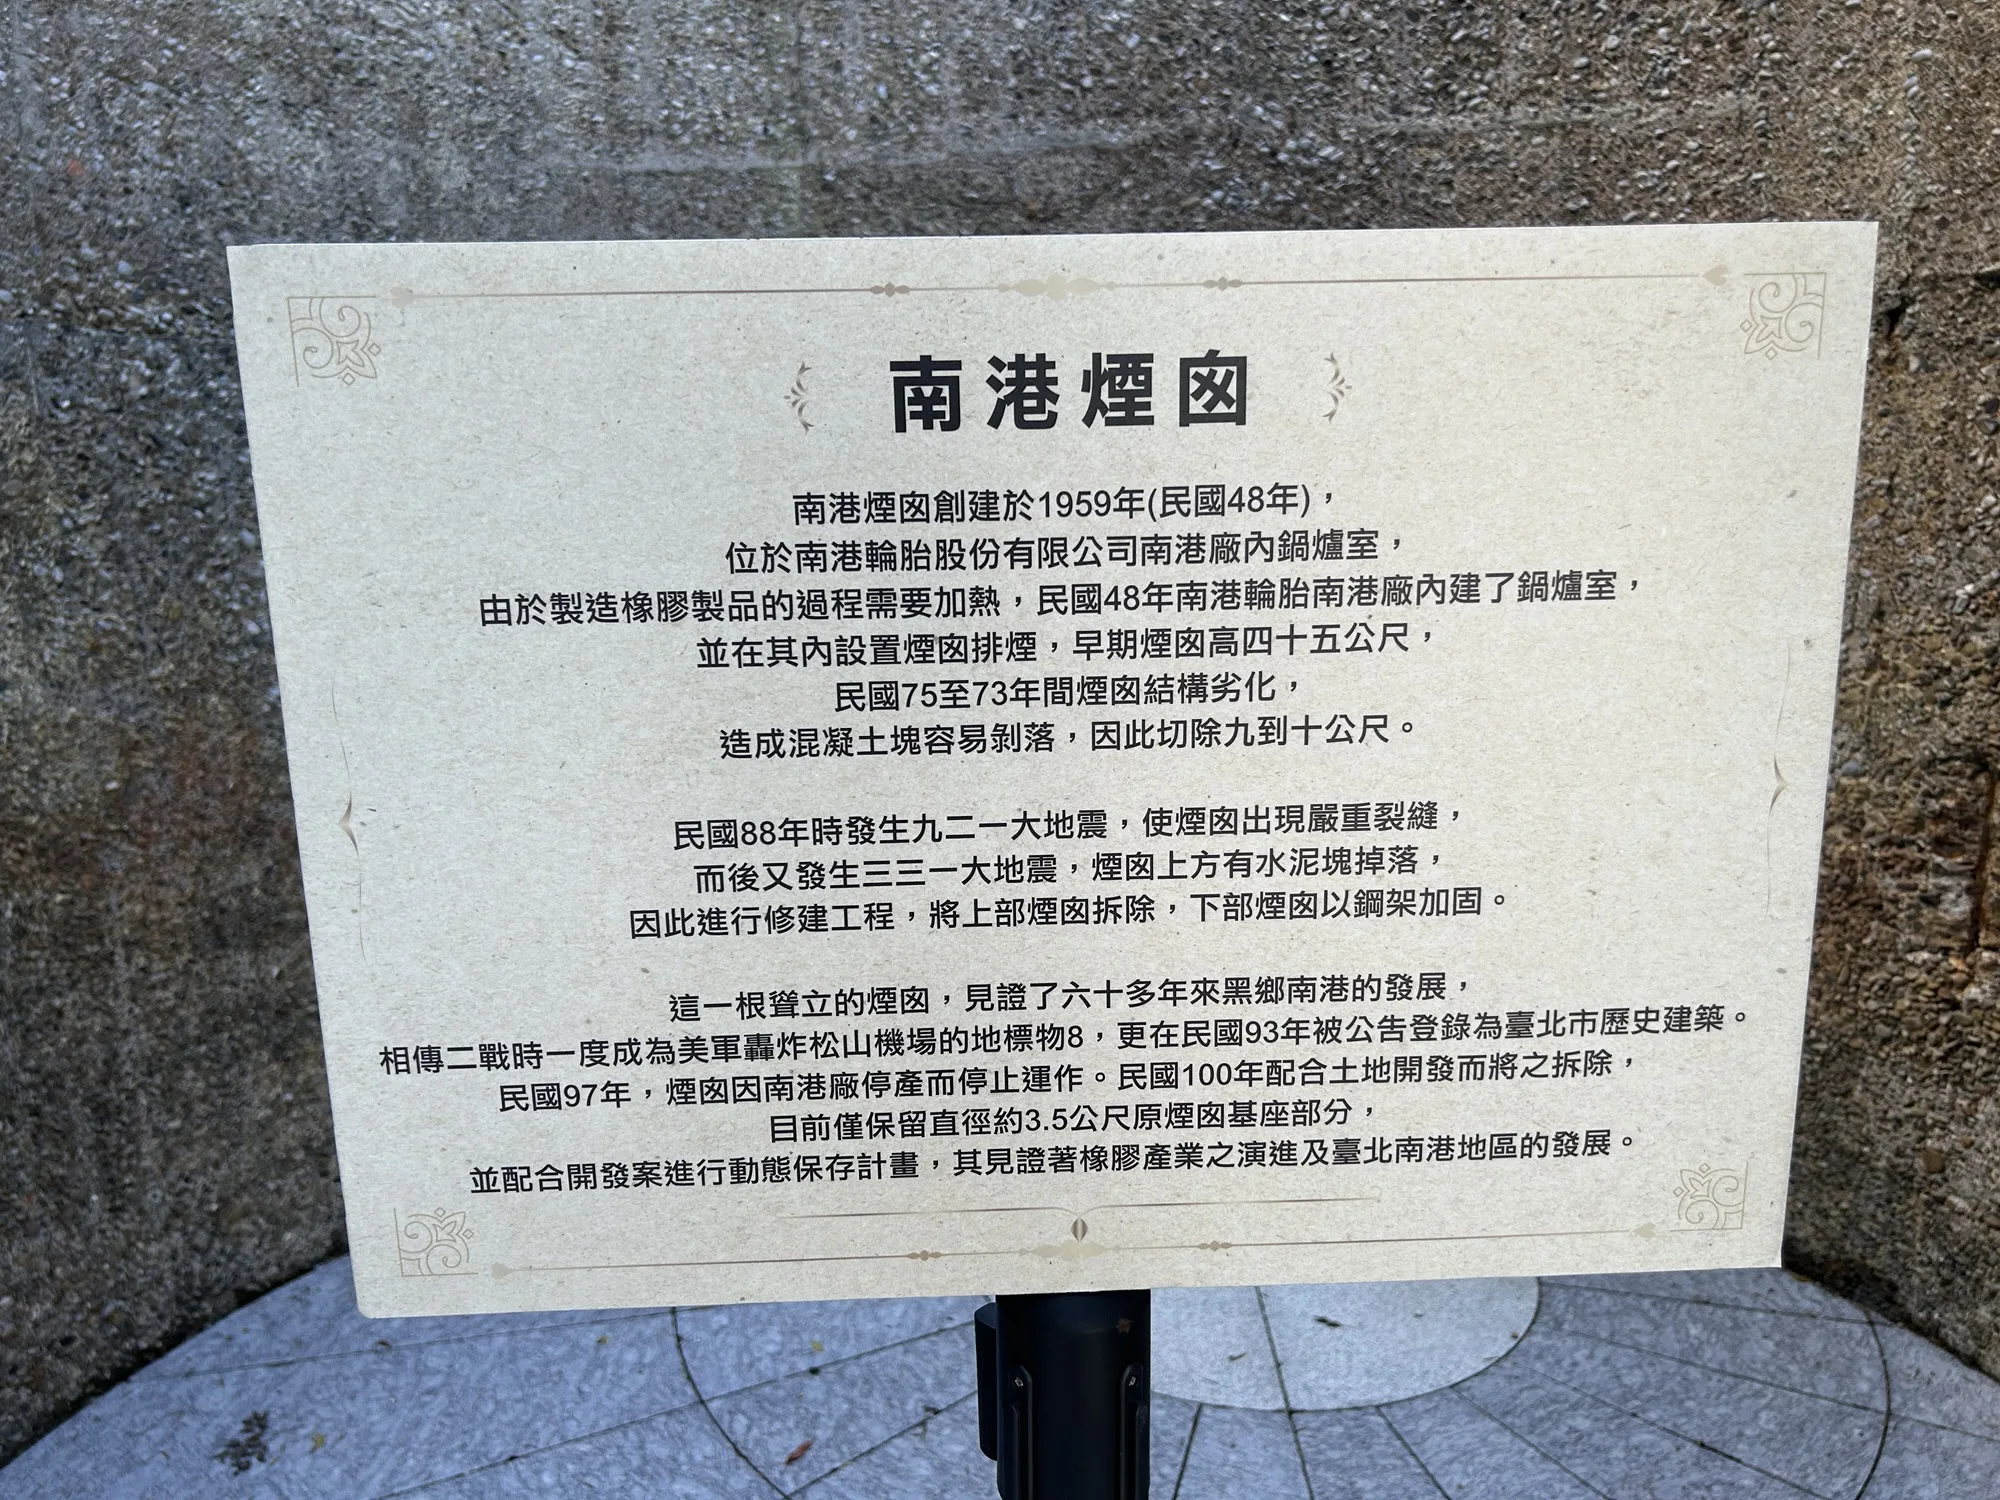 南港煙囪
南港煙囪創建於1959年(民國48年)，
位於南港輪胎股份有限公司南港廠內鍋爐室，
由於製造橡膠製品的過程需要加熱，民國48年南港輪胎南港廠內建了鍋爐室，
並在其內設置煙囪排煙，早期煙囪高四十五公尺，
民國75至73年間煙囪結構劣化，
造成混凝土塊容易剝落，因此切除九到十公尺。
民國88年時發生九二一大地震，使煙囪出現嚴重裂縫，
而後又發生三三一大地震，煙囪上方有水泥塊掉落，
因此進行修建工程，將上部煙囪拆除，下部煙囪以鋼架加固。
這一根聳立的煙囪，見證了六十多年來黑鄉南港的發展，
相傳二戰時一度成為美軍轟炸松山機場的地標物8，更在民國93年被公告登錄為臺北市歷史建築。
民國97年，煙囪因南港廠停產而停止運作。民國100年配合土地開發而將之拆除，
目前僅保留直徑約3.5公尺原煙囪基座部分，
並配合開發案進行動態保存計畫，其見證著橡膠產業之演進及臺北南港地區的發展。